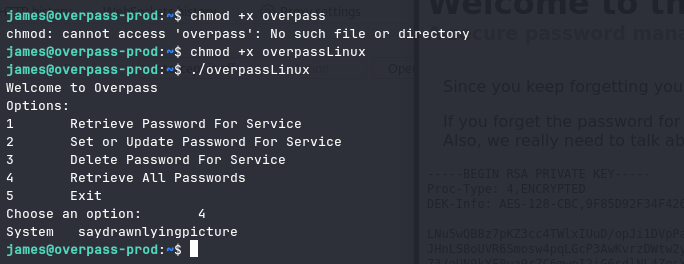 james@overpass-prod:~$ chmod +x overpass
chmod: cannot access 'overpass': No such file or directory
james@overpass-prod:~$ chmod +x overpassLinux
james@overpass-prod:~$ ./overpassLinux
Welcome to Overpass
Options:
1 Retrieve Password For Service
2 Set or Update Password For Service
3 Delete Password For Service
4 Retrieve All Passwords
5 Exit
Choose an option: 4
System saydrawnlyingpicture
james@overpass-prod:~$
Welcome to th
secure password mana
Since you keep forgetting you
If you forget the password for
Also, we really need to talk ab
-----BEGIN RSA PRIVATE KEY-----
Proc-Type: 4,ENCRYPTED
DEK-Info: AES-128-CBC,9F85D92F34F426